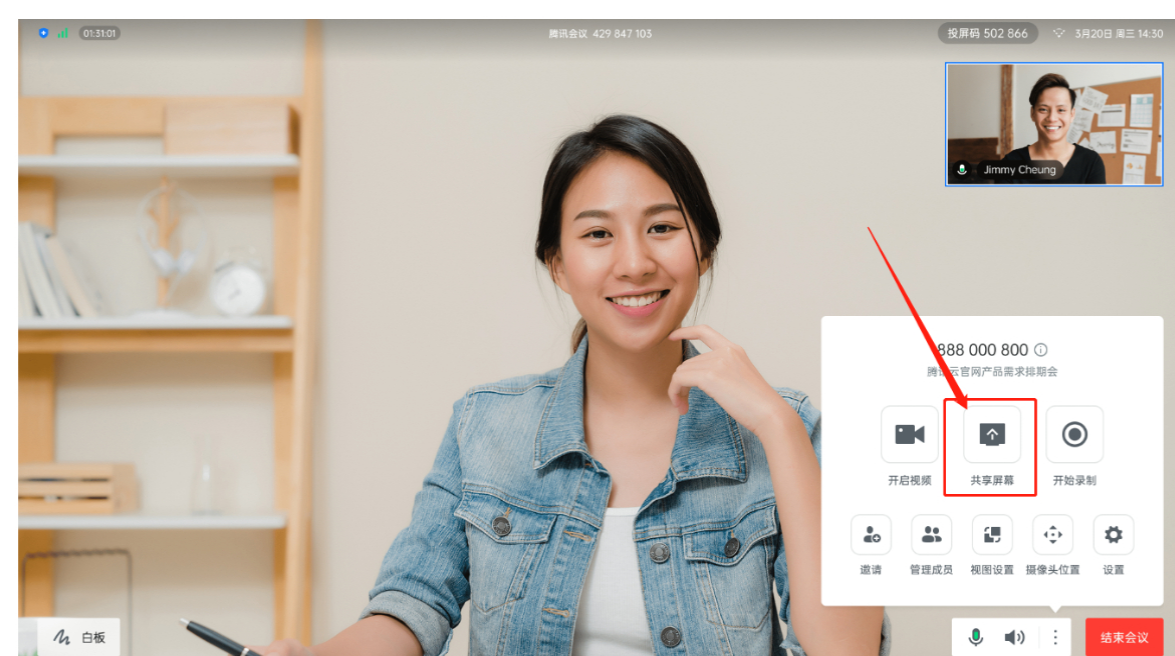 01:31:01
腾讯会议 429 847 103
投屏码 502 866
3月20日 周三 14:30
Jimmy Cheung
888 000 800
腾讯云官网产品需求排期会
开启视频
共享屏幕
开始录制
邀请
管理成员
视图设置
摄像头位置
设置
白板
结束会议